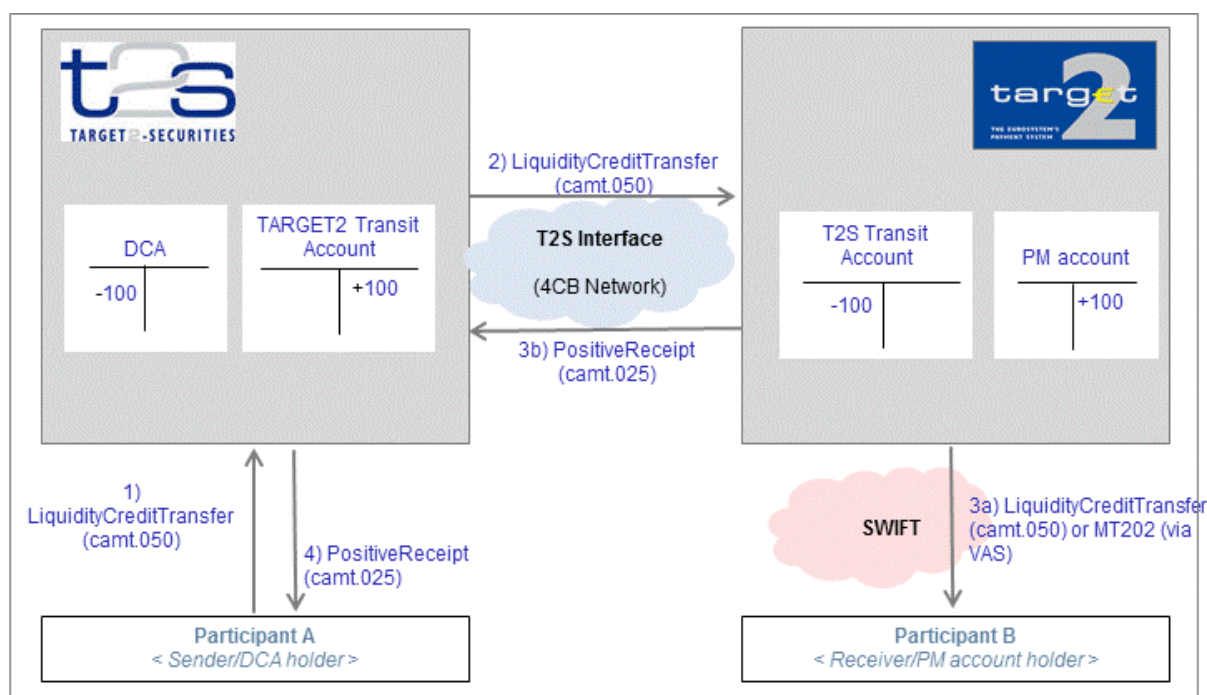 t2s
TARGET2-SECURITIES
target
2
THE EUROSYSTEM'S
PAYMENT SYSTEM
2) LiquidityCreditTransfer
(camt.050)
DCA
-100
TARGET2 Transit
Account
+100
T2S Interface
(4CB Network)
T2S Transit
Account
-100
PM account
+100
3b) PositiveReceipt
(camt.025)
1)
LiquidityCreditTransfer
(camt.050)
4) PositiveReceipt
(camt.025)
SWIFT
3a) LiquidityCreditTransfer
(camt.050) or MT202 (via
VAS)
Participant A
< Sender/DCA holder >
Participant B
< Receiver/PM account holder >